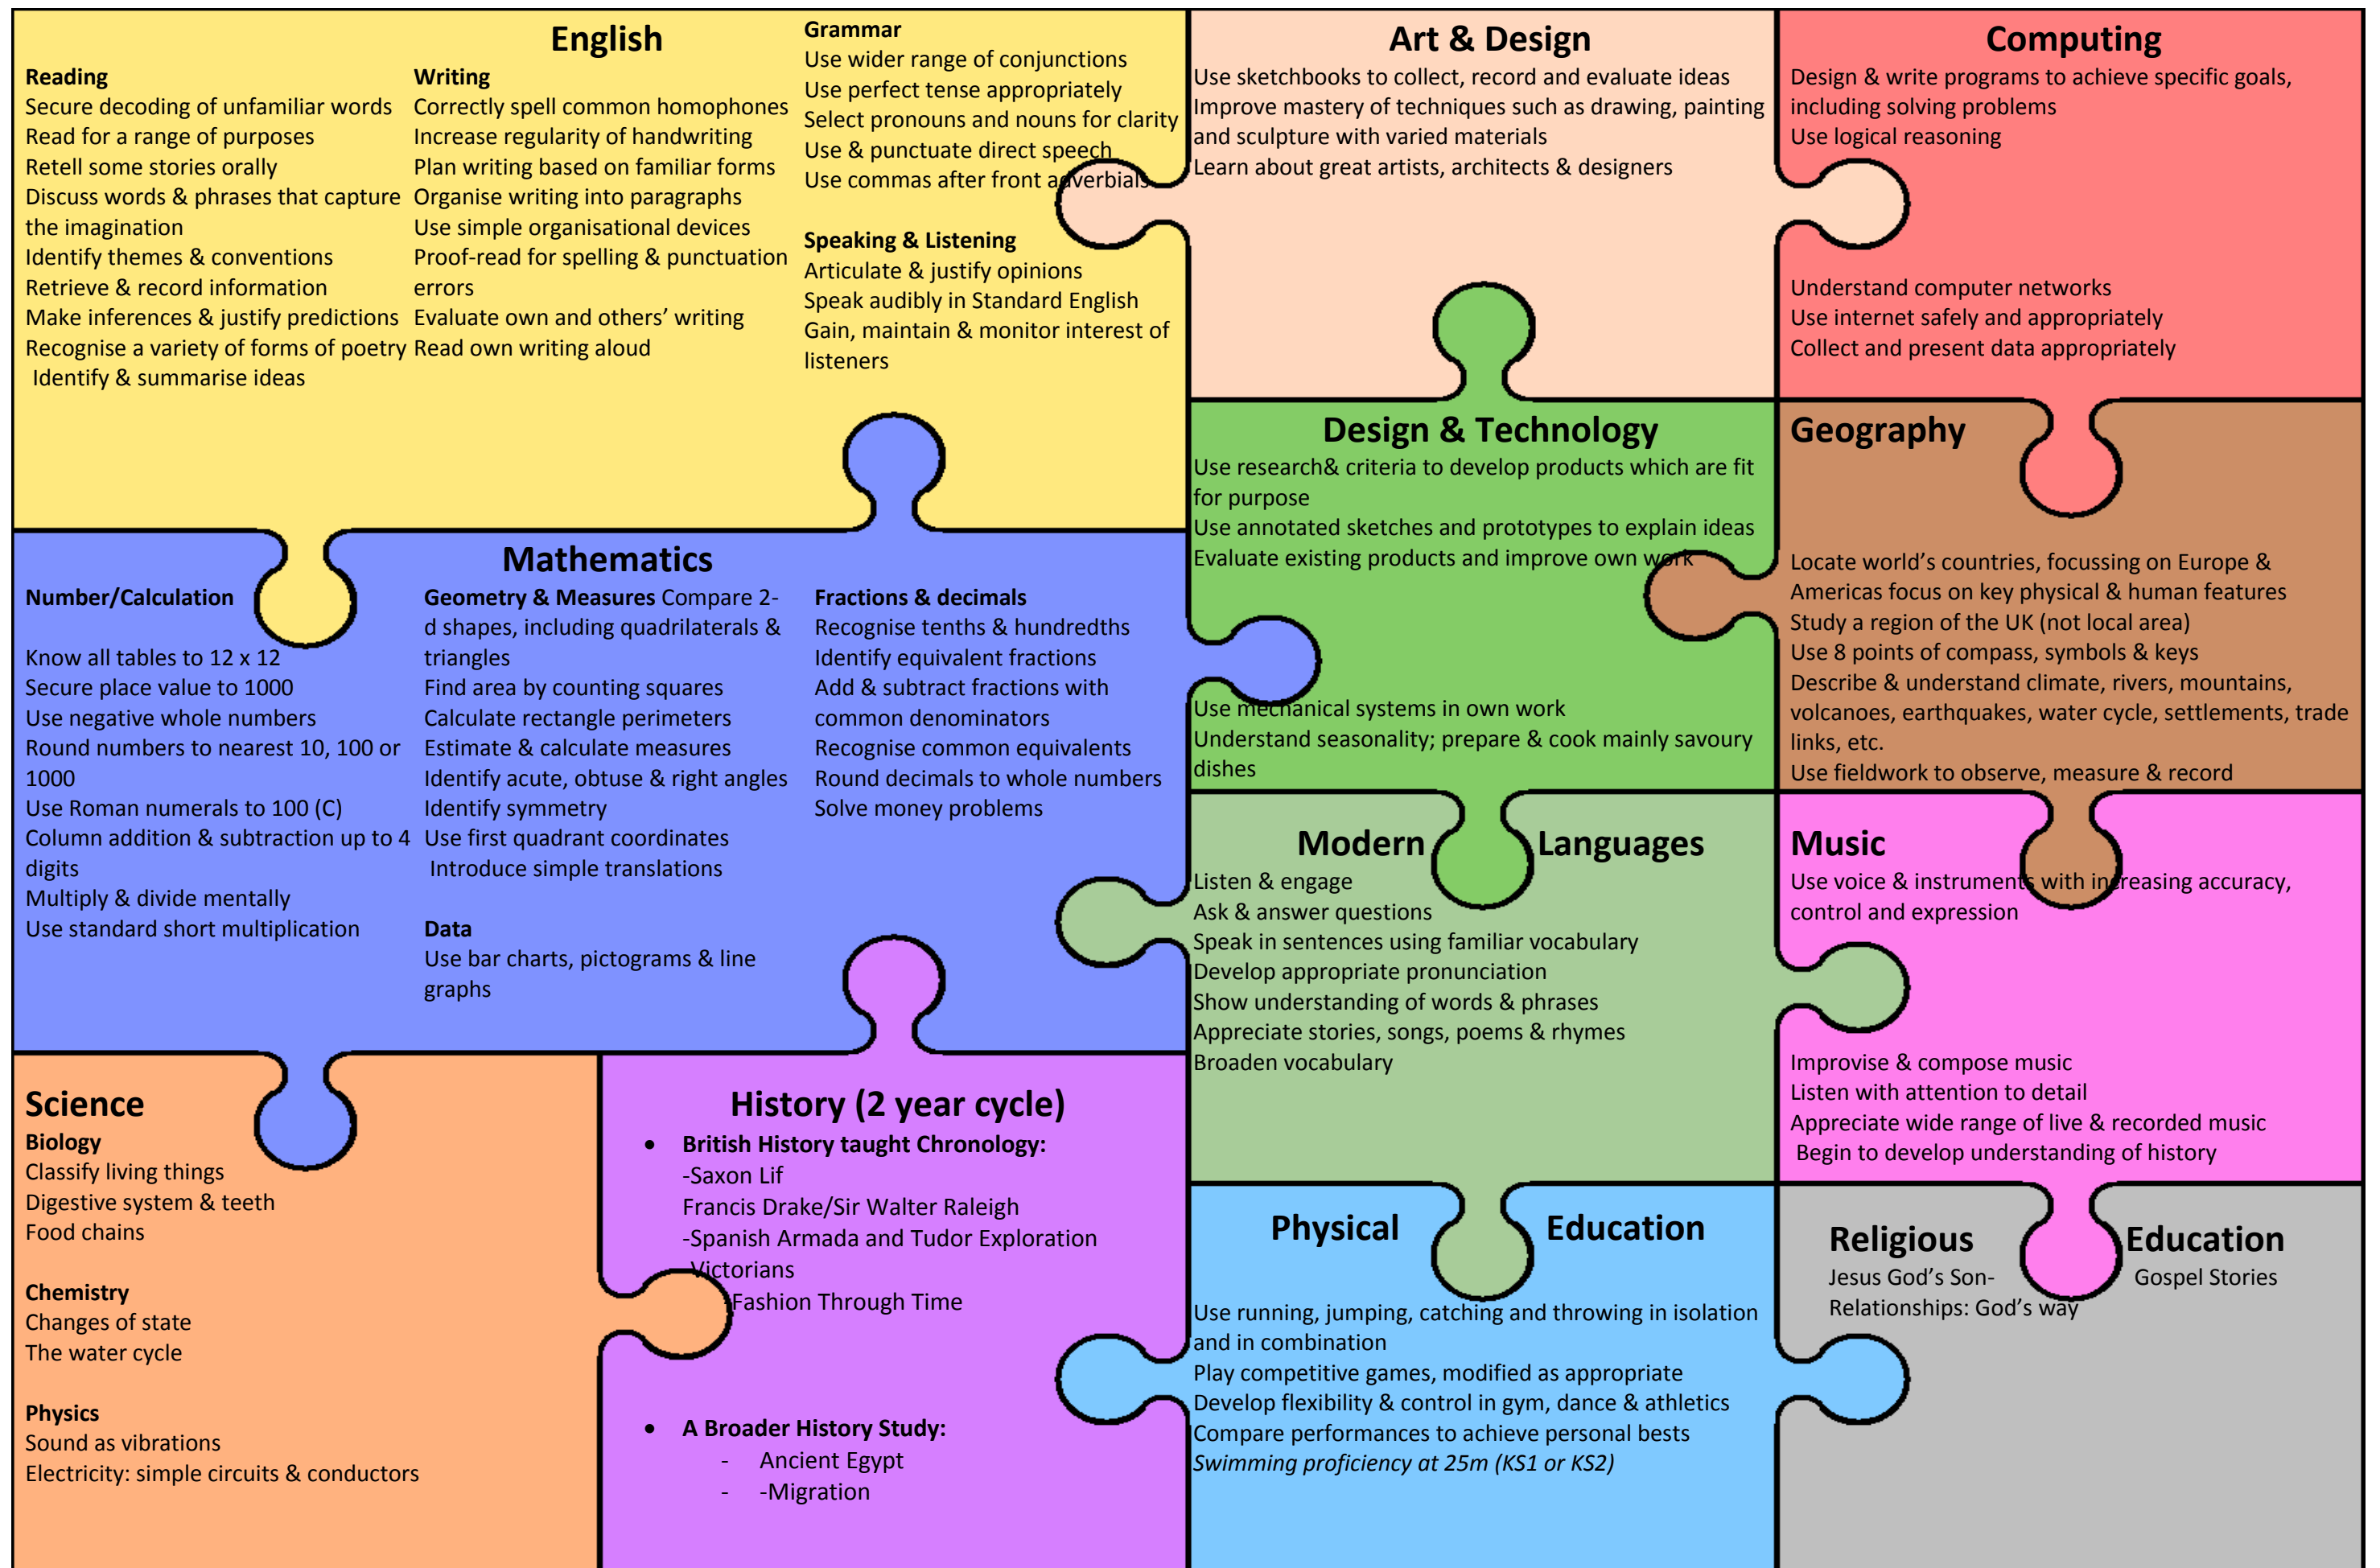 English
Reading
Secure decoding of unfamiliar words
Read for a range of purposes
Retell some stories orally
Discuss words & phrases that capture
the imagination
Identify themes & conventions
Retrieve & record information
Make inferences & justify predictions
Recognise a variety of forms of poetry
Identify & summarise ideas
Writing
Correctly spell common homophones
Increase regularity of handwriting
Plan writing based on familiar forms
Organise writing into paragraphs
Use simple organisational devices
Proof-read for spelling & punctuation
errors
Evaluate own and others’ writing
Read own writing aloud
Grammar
Use wider range of conjunctions
Use perfect tense appropriately
Select pronouns and nouns for clarity
Use & punctuate direct speech
Use commas after front adverbials
Speaking & Listening
Articulate & justify opinions
Speak audibly in Standard English
Gain, maintain & monitor interest of
listeners
Art & Design
Use sketchbooks to collect, record and evaluate ideas
Improve mastery of techniques such as drawing, painting
and sculpture with varied materials
Learn about great artists, architects & designers
Computing
Design & write programs to achieve specific goals,
including solving problems
Use logical reasoning
Understand computer networks
Use internet safely and appropriately
Collect and present data appropriately
Mathematics
Number/Calculation
Know all tables to 12 x 12
Secure place value to 1000
Use negative whole numbers
Round numbers to nearest 10, 100 or
1000
Use Roman numerals to 100 (C)
Column addition & subtraction up to 4
digits
Multiply & divide mentally
Use standard short multiplication
Geometry & Measures Compare 2-
d shapes, including quadrilaterals &
triangles
Find area by counting squares
Calculate rectangle perimeters
Estimate & calculate measures
Identify acute, obtuse & right angles
Identify symmetry
Use first quadrant coordinates
Introduce simple translations
Data
Use bar charts, pictograms & line
graphs
Fractions & decimals
Recognise tenths & hundredths
Identify equivalent fractions
Add & subtract fractions with
common denominators
Recognise common equivalents
Round decimals to whole numbers
Solve money problems
Design & Technology
Use research& criteria to develop products which are fit
for purpose
Use annotated sketches and prototypes to explain ideas
Evaluate existing products and improve own work
Use mechanical systems in own work
Understand seasonality; prepare & cook mainly savoury
dishes
Geography
Locate world’s countries, focussing on Europe &
Americas focus on key physical & human features
Study a region of the UK (not local area)
Use 8 points of compass, symbols & keys
Describe & understand climate, rivers, mountains,
volcanoes, earthquakes, water cycle, settlements, trade
links, etc.
Use fieldwork to observe, measure & record
Modern Languages
Listen & engage
Ask & answer questions
Speak in sentences using familiar vocabulary
Develop appropriate pronunciation
Show understanding of words & phrases
Appreciate stories, songs, poems & rhymes
Broaden vocabulary
Music
Use voice & instruments with increasing accuracy,
control and expression
Improvise & compose music
Listen with attention to detail
Appreciate wide range of live & recorded music
Begin to develop understanding of history
Science
Biology
Classify living things
Digestive system & teeth
Food chains
Chemistry
Changes of state
The water cycle
Physics
Sound as vibrations
Electricity: simple circuits & conductors
History (2 year cycle)
• British History taught Chronology:
-Saxon Lif
Francis Drake/Sir Walter Raleigh
-Spanish Armada and Tudor Exploration
-Victorians
Fashion Through Time
• A Broader History Study:
- Ancient Egypt
- -Migration
Physical Education
Use running, jumping, catching and throwing in isolation
and in combination
Play competitive games, modified as appropriate
Develop flexibility & control in gym, dance & athletics
Compare performances to achieve personal bests
Swimming proficiency at 25m (KS1 or KS2)
Religious Education
Jesus God’s Son- Gospel Stories
Relationships: God’s way